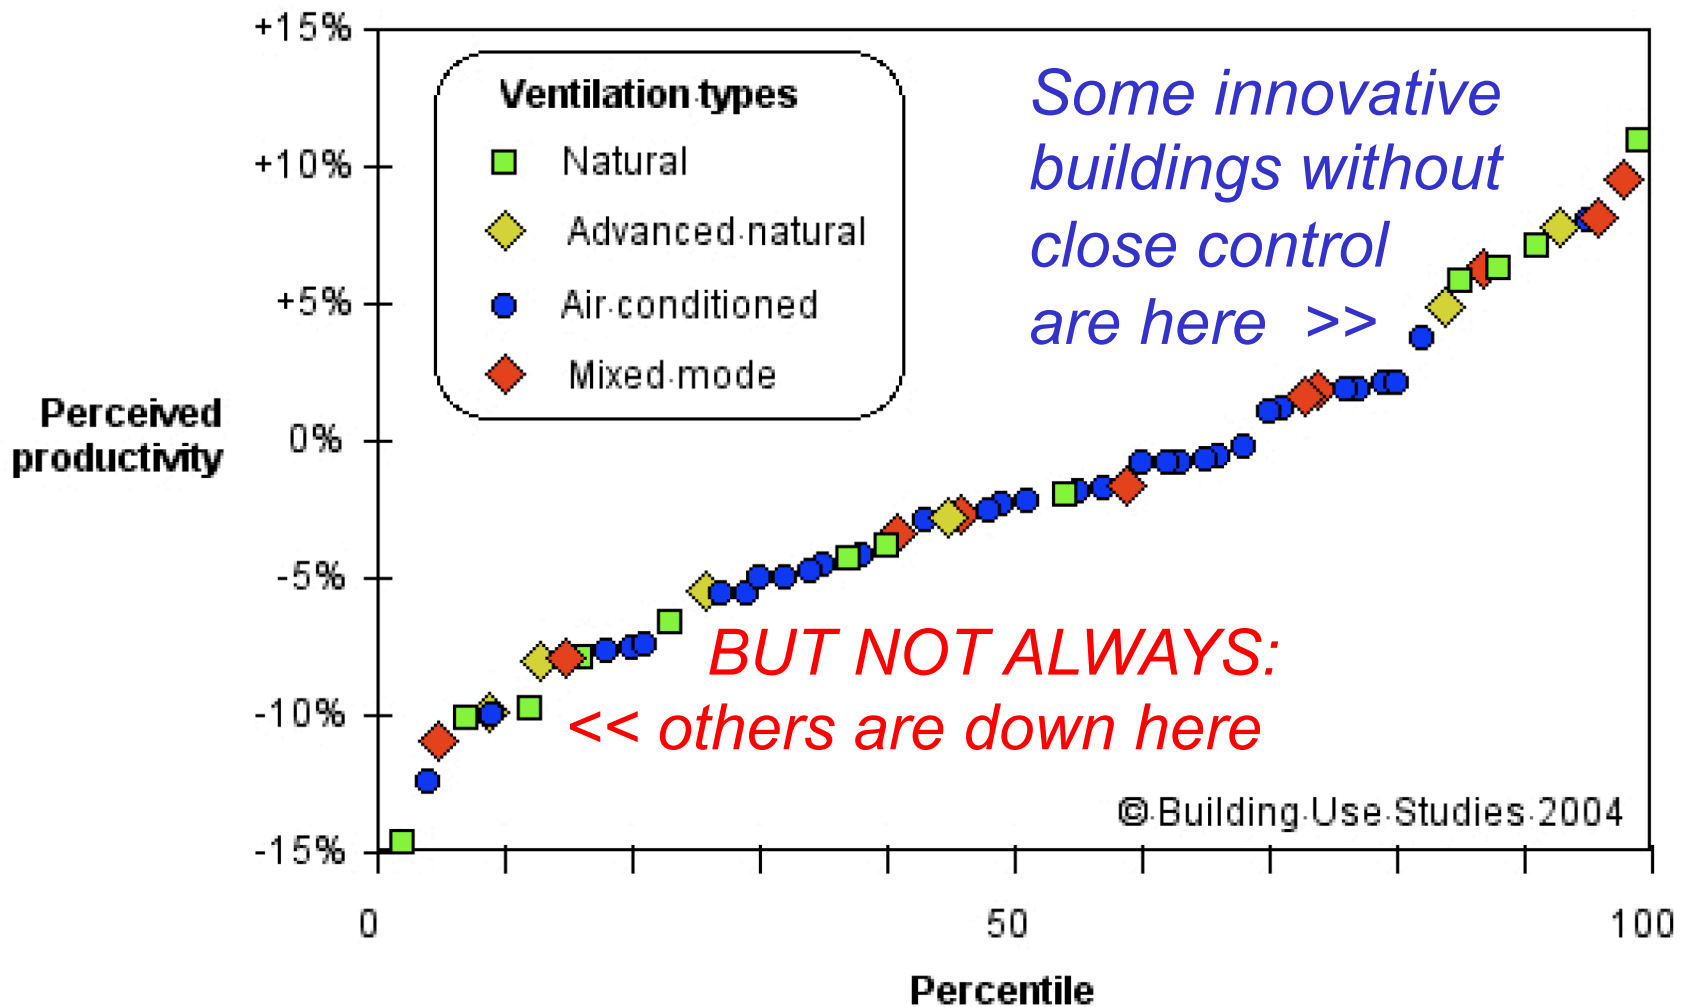 +15%
+10%
+5%
0%
-5%
-10%
-15%
Perceived
productivity
Ventilation types
Natural
Advanced natural
Air conditioned
Mixed mode
Some innovative
buildings without
close control
are here >>
BUT NOT ALWAYS:
<< others are down here
© Building Use Studies 2004
0
50
100
Percentile